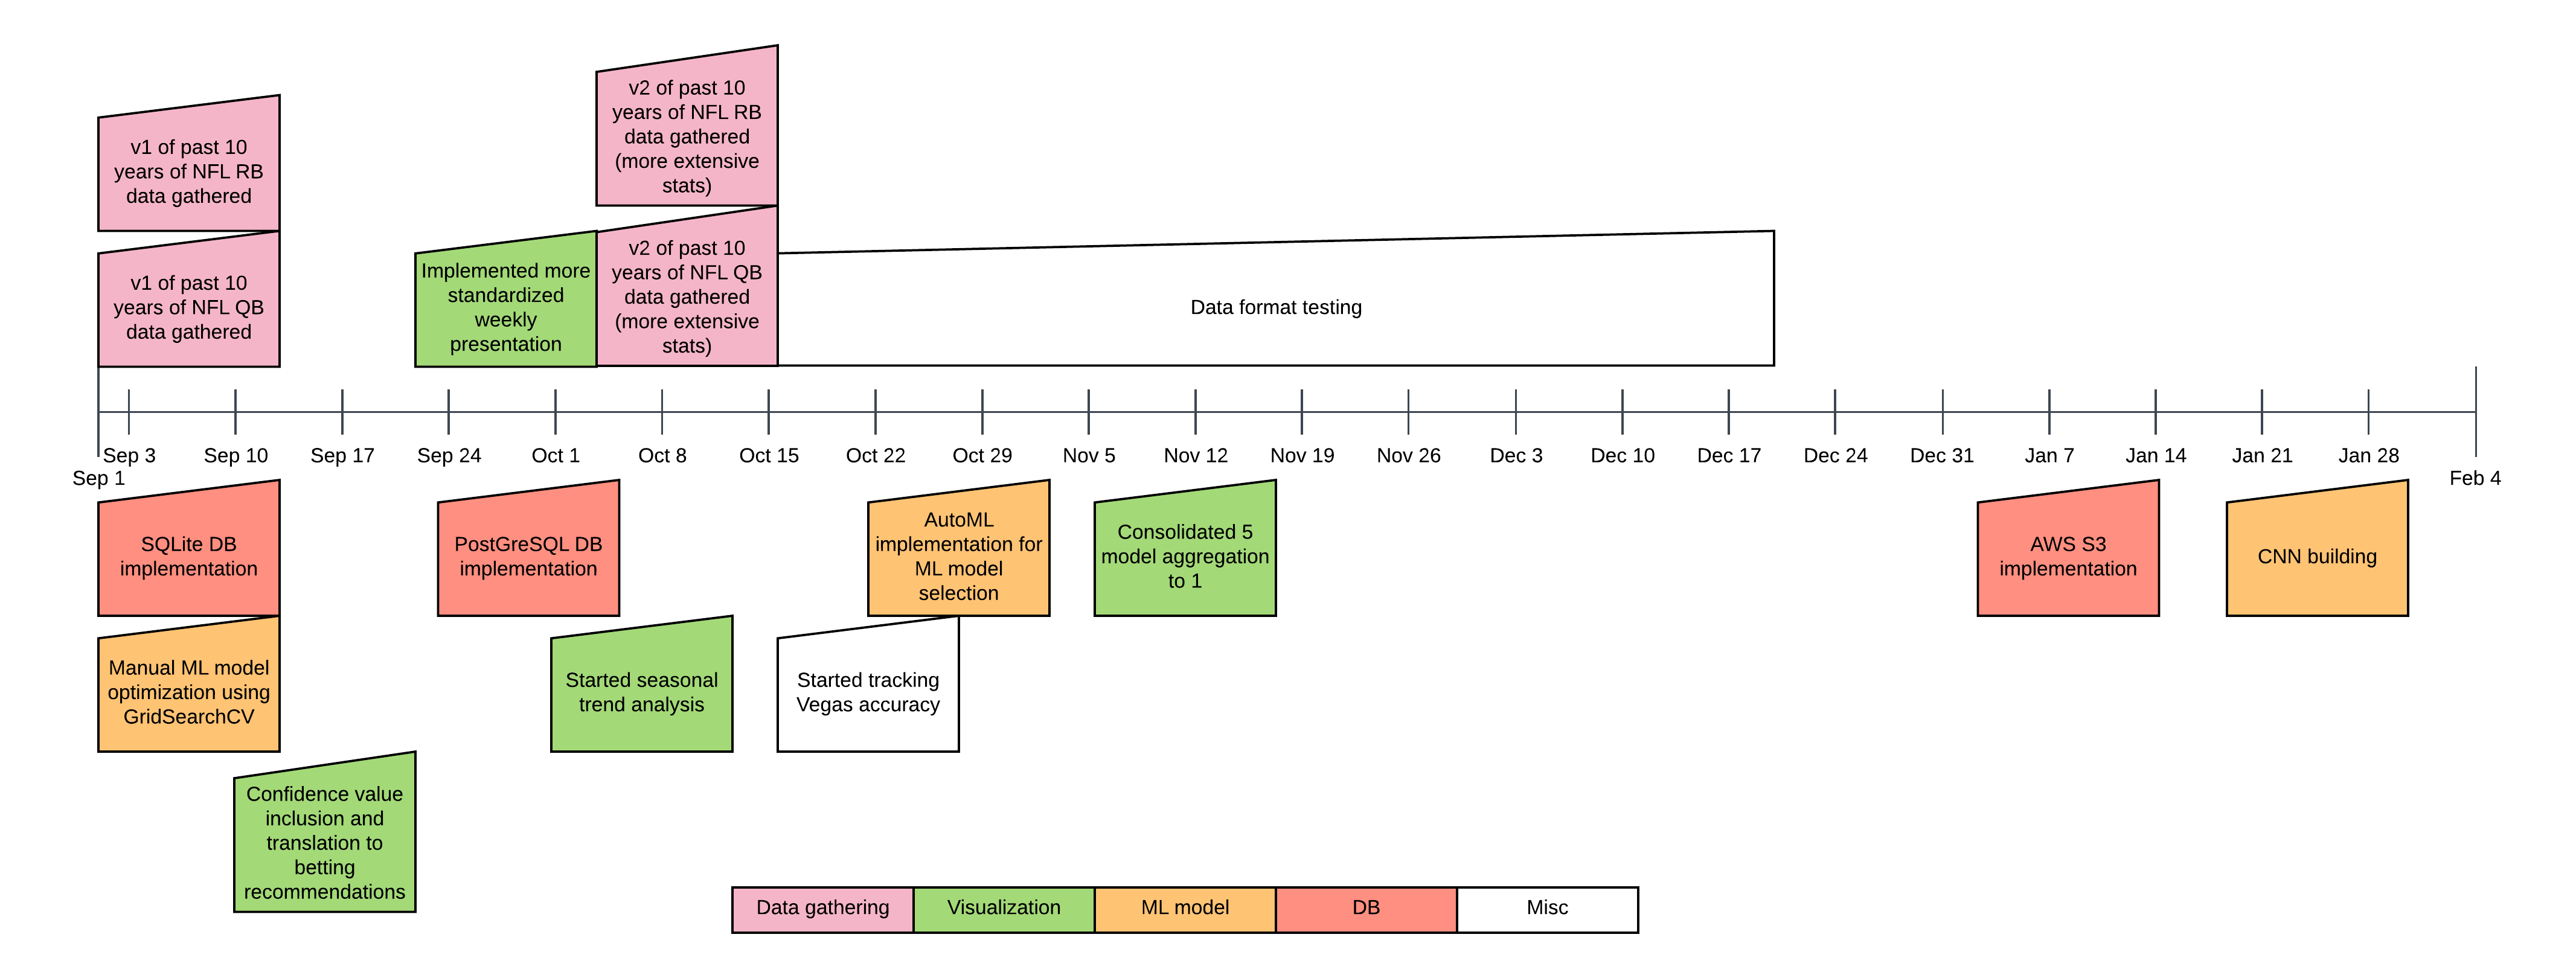 v2 of past 10
years of NFL RB
data gathered
(more extensive
stats)
v1 of past 10
years of NFL RB
data gathered
v1 of past 10
years of NFL QB
data gathered
Implemented more
standardized
weekly
presentation
v2 of past 10
years of NFL QB
data gathered
(more extensive
stats)
Data format testing
Sep 1
Sep 3
Sep 10
Sep 17
Sep 24
Oct 1
Oct 8
Oct 15
Oct 22
Oct 29
Nov 5
Nov 12
Nov 19
Nov 26
Dec 3
Dec 10
Dec 17
Dec 24
Dec 31
Jan 7
Jan 14
Jan 21
Jan 28
Feb 4
SQLite DB
implementation
PostGreSQL DB
implementation
AutoML
implementation for
ML model
selection
Consolidated 5
model aggregation
to 1
AWS S3
implementation
CNN building
Manual ML model
optimization using
GridSearchCV
Started seasonal
trend analysis
Started tracking
Vegas accuracy
Confidence value
inclusion and
translation to
betting
recommendations
Data gathering
Visualization
ML model
DB
Misc